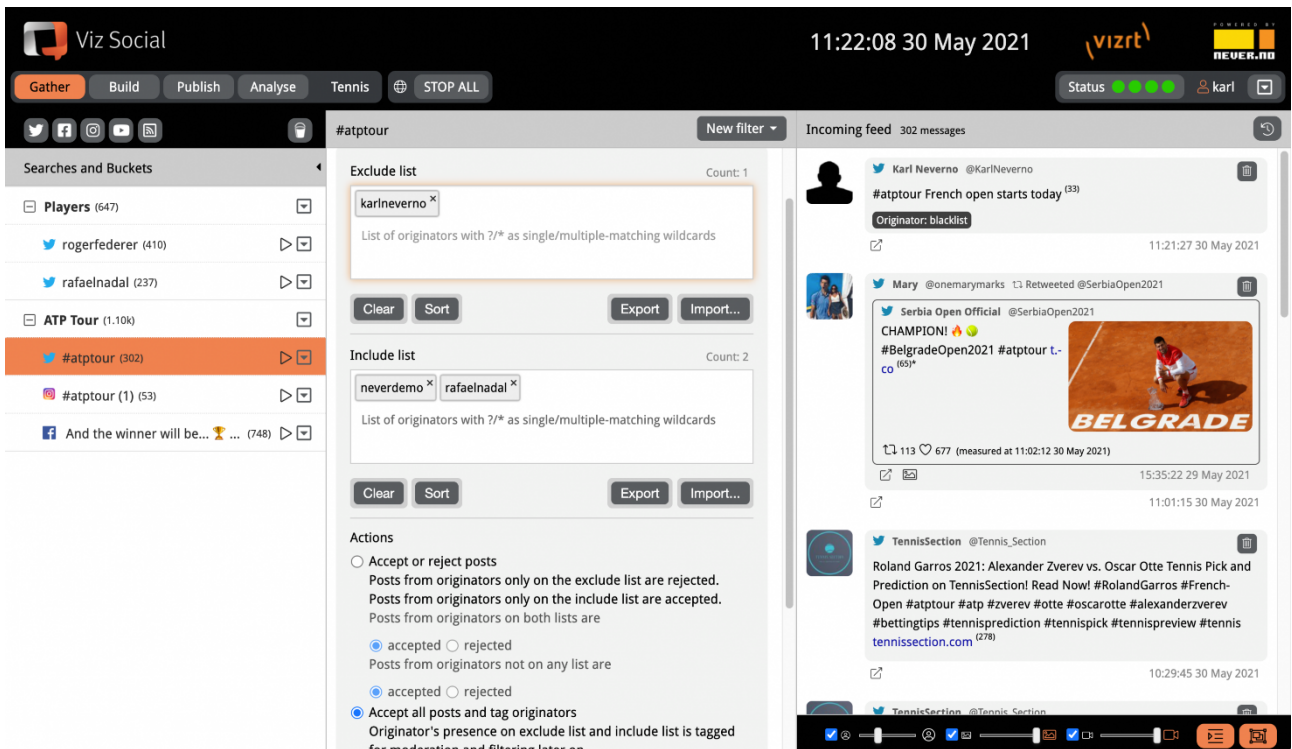 Viz Social
11:22:08 30 May 2021
vizrt
POWERED BY
NEVER.NO
Gather
Build
Publish
Analyse
Tennis
STOP ALL
Status
karl
#atptour
New filter
Incoming feed 302 messages
Searches and Buckets
Players (647)
rogerfederer (410)
rafaelnadal (237)
ATP Tour (1.10k)
#atptour (302)
#atptour (1) (53)
And the winner will be... 🏆 ... (748)
Exclude list
Count: 1
karlneverno ×
List of originators with ?/* as single/multiple-matching wildcards
Clear
Sort
Export
Import...
Include list
Count: 2
neverdemo × rafaelnadal ×
List of originators with ?/* as single/multiple-matching wildcards
Clear
Sort
Export
Import...
Actions
Accept or reject posts
Posts from originators only on the exclude list are rejected.
Posts from originators only on the include list are accepted.
Posts from originators on both lists are
accepted rejected
Posts from originators not on any list are
accepted rejected
Accept all posts and tag originators
Originator's presence on exclude list and include list is tagged
for moderation and filtering later on
Karl Neverno @KarlNeverno
#atptour French open starts today (33)
Originator: blacklist
11:21:27 30 May 2021
Mary @onemarymarks Retweeted @SerbiaOpen2021
Serbia Open Official @SerbiaOpen2021
CHAMPION! 🔥 🎾
#BelgradeOpen2021 #atptour t.-
co (65)*
BELGRADE
113 677 (measured at 11:02:12 30 May 2021)
15:35:22 29 May 2021
11:01:15 30 May 2021
TennisSection @Tennis_Section
Roland Garros 2021: Alexander Zverev vs. Oscar Otte Tennis Pick and
Prediction on TennisSection! Read Now! #RolandGarros #French-
Open #atptour #atp #zverev #otte #oscarotte #alexanderzverev
#bettingtips #tennisprediction #tennispick #tennispreview #tennis
tennissection.com (278)
10:29:45 30 May 2021
TennisSection @Tennis_Section